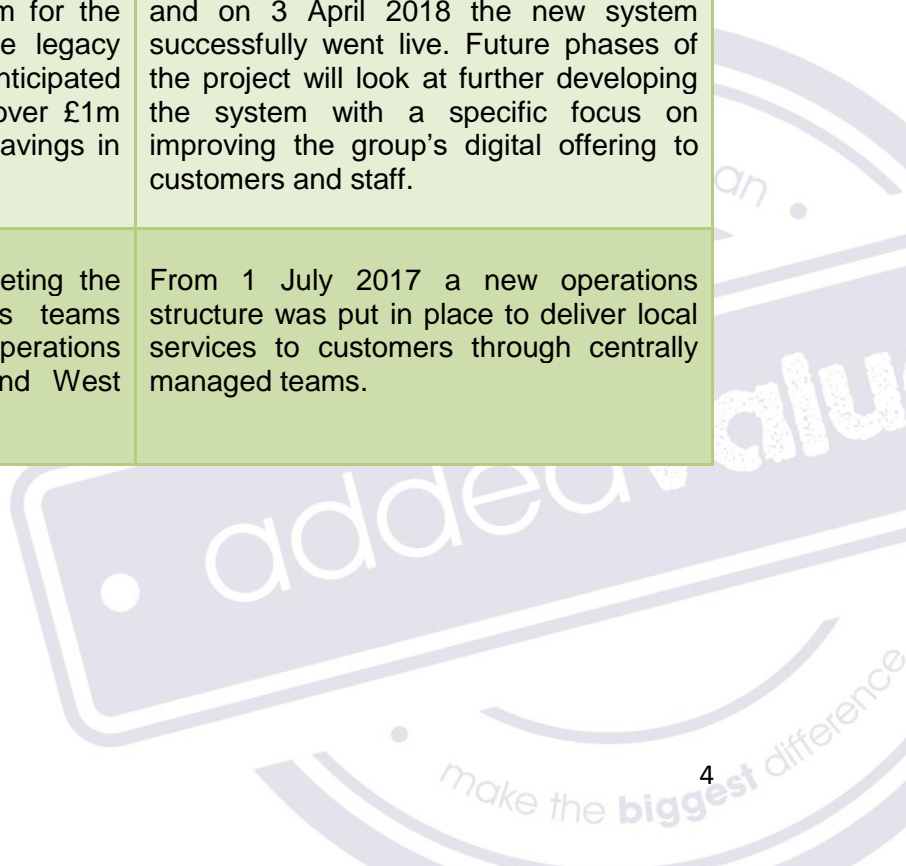 m for the
e legacy
nticipated
over £1m
avings in
and on 3 April 2018 the new system
successfully went live. Future phases of
the project will look at further developing
the system with a specific focus on
improving the group's digital offering to
customers and staff.
eting the
s teams
perations
nd West
From 1 July 2017 a new operations
structure was put in place to deliver local
services to customers through centrally
managed teams.
an
addedvalu
make the biggest difference
4